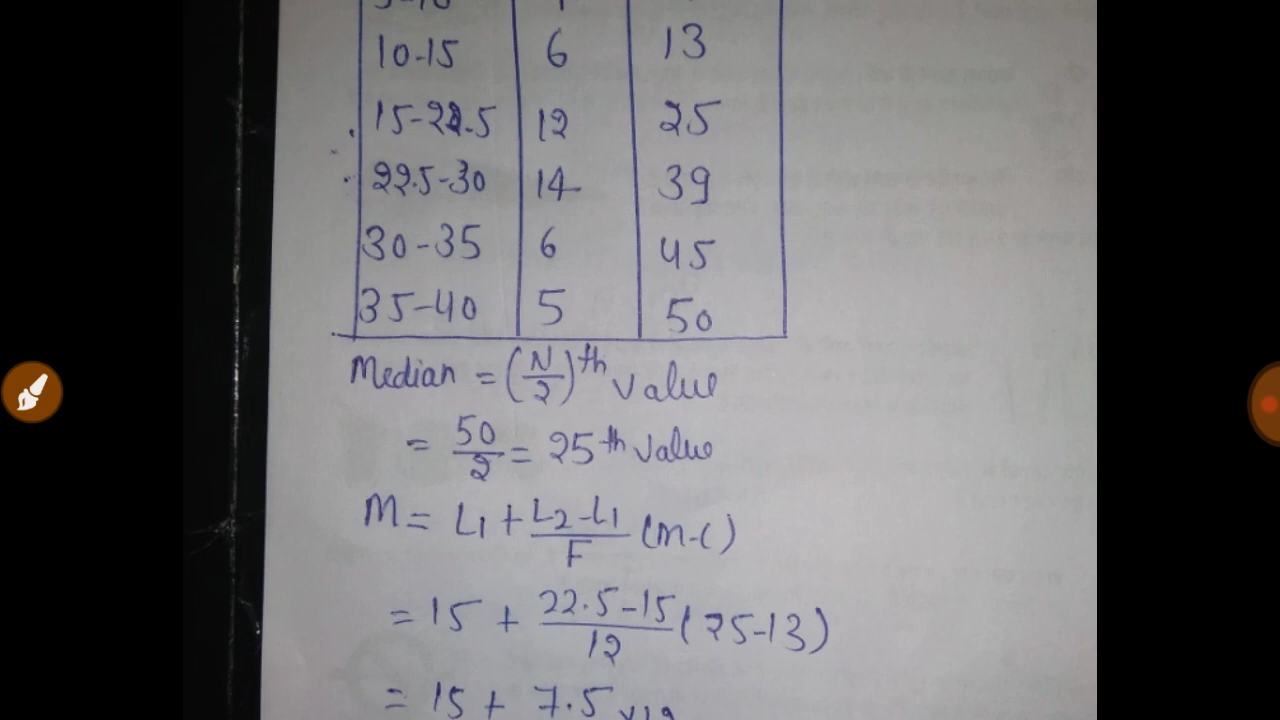 10-15 6 13
15-22.5 12 25
22.5-30 14 39
30-35 6 45
35-40 5 50
Median = (N/2)th value
= 50/2 = 25th value
M = L1 + L2-L1/F (m-c)
= 15 + 22.5-15/12 (25-13)
= 15 + 7.5